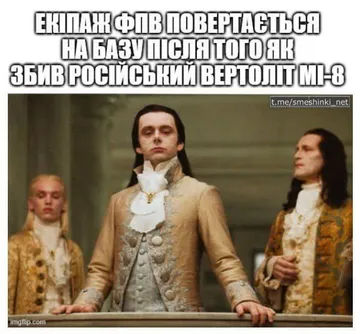 ЕКІПАЖ ФПВ ПОВЕРТАЄТЬСЯ
НА БАЗУ ПІСЛЯ ТОГО ЯК
ЗБИВ РОСІЙСЬКИЙ ВЕРТОЛІТ МІ-8
t.me/smeshinki_net
imgflip.com